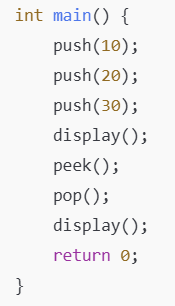 int main() {
    push(10);
    push(20);
    push(30);
    display();
    peek();
    pop();
    display();
    return 0;
}